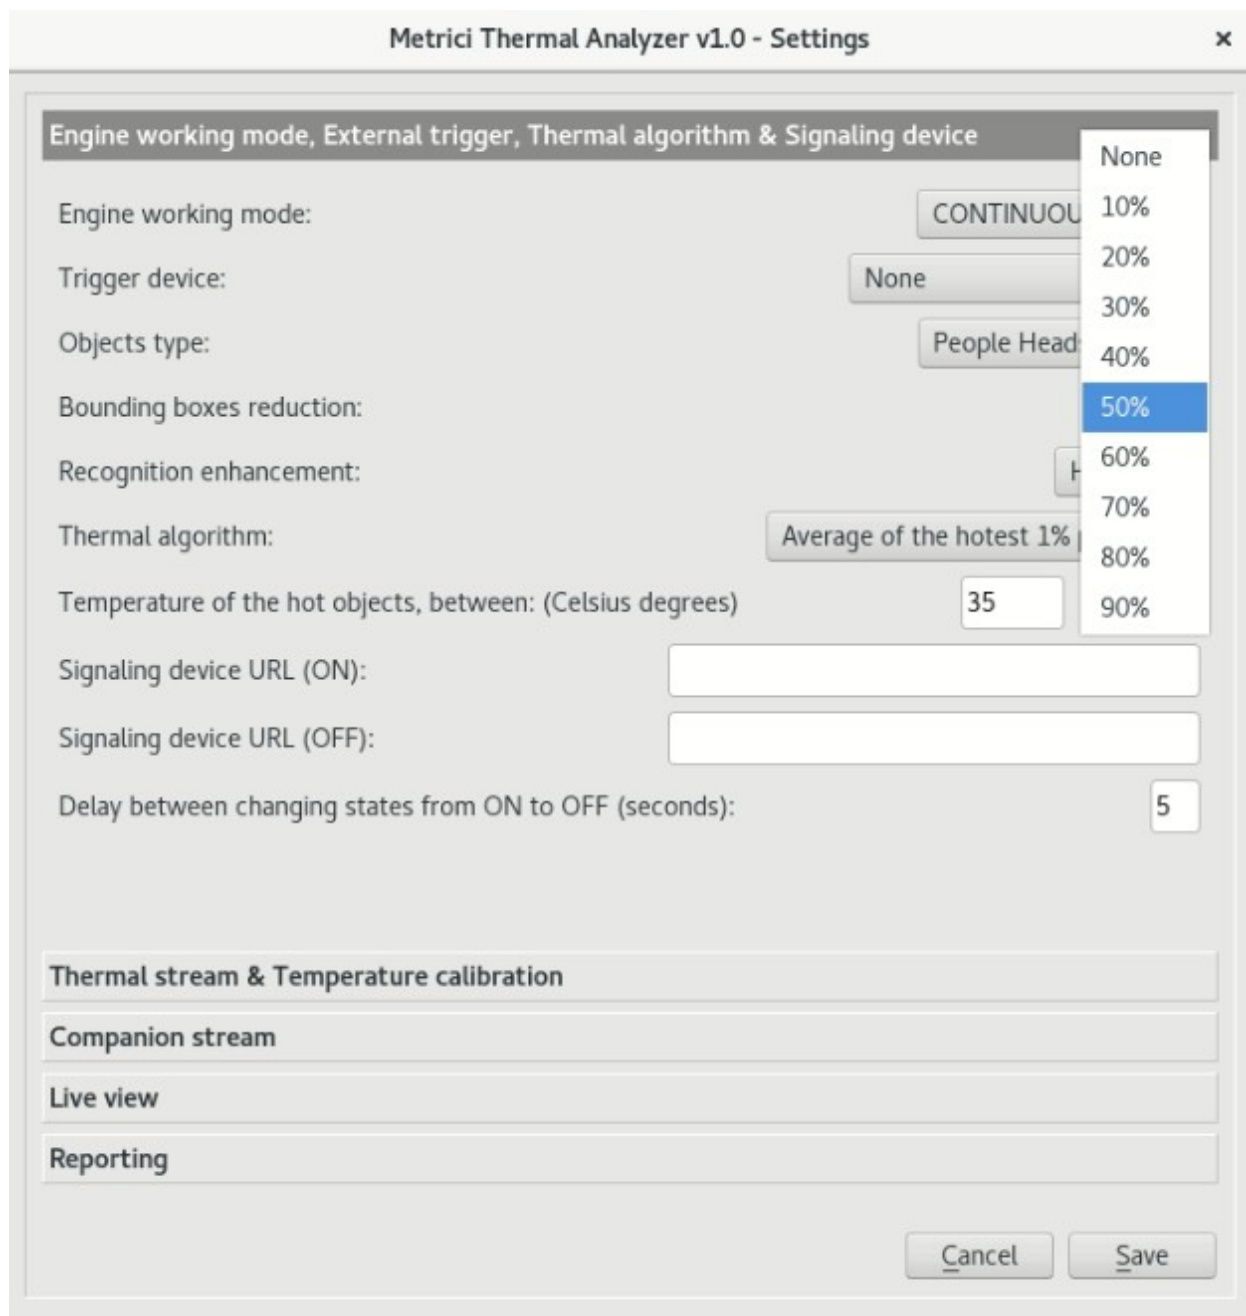 Metrici Thermal Analyzer v1.0 - Settings ×
Engine working mode, External trigger, Thermal algorithm & Signaling device
Engine working mode: CONTINUOU
Trigger device: None
Objects type: People Head
Bounding boxes reduction:
Recognition enhancement: H
Thermal algorithm: Average of the hotest 1%
Temperature of the hot objects, between: (Celsius degrees) 35
Signaling device URL (ON):
Signaling device URL (OFF):
Delay between changing states from ON to OFF (seconds): 5
None
10%
20%
30%
40%
50%
60%
70%
80%
90%
Thermal stream & Temperature calibration
Companion stream
Live view
Reporting
Cancel Save